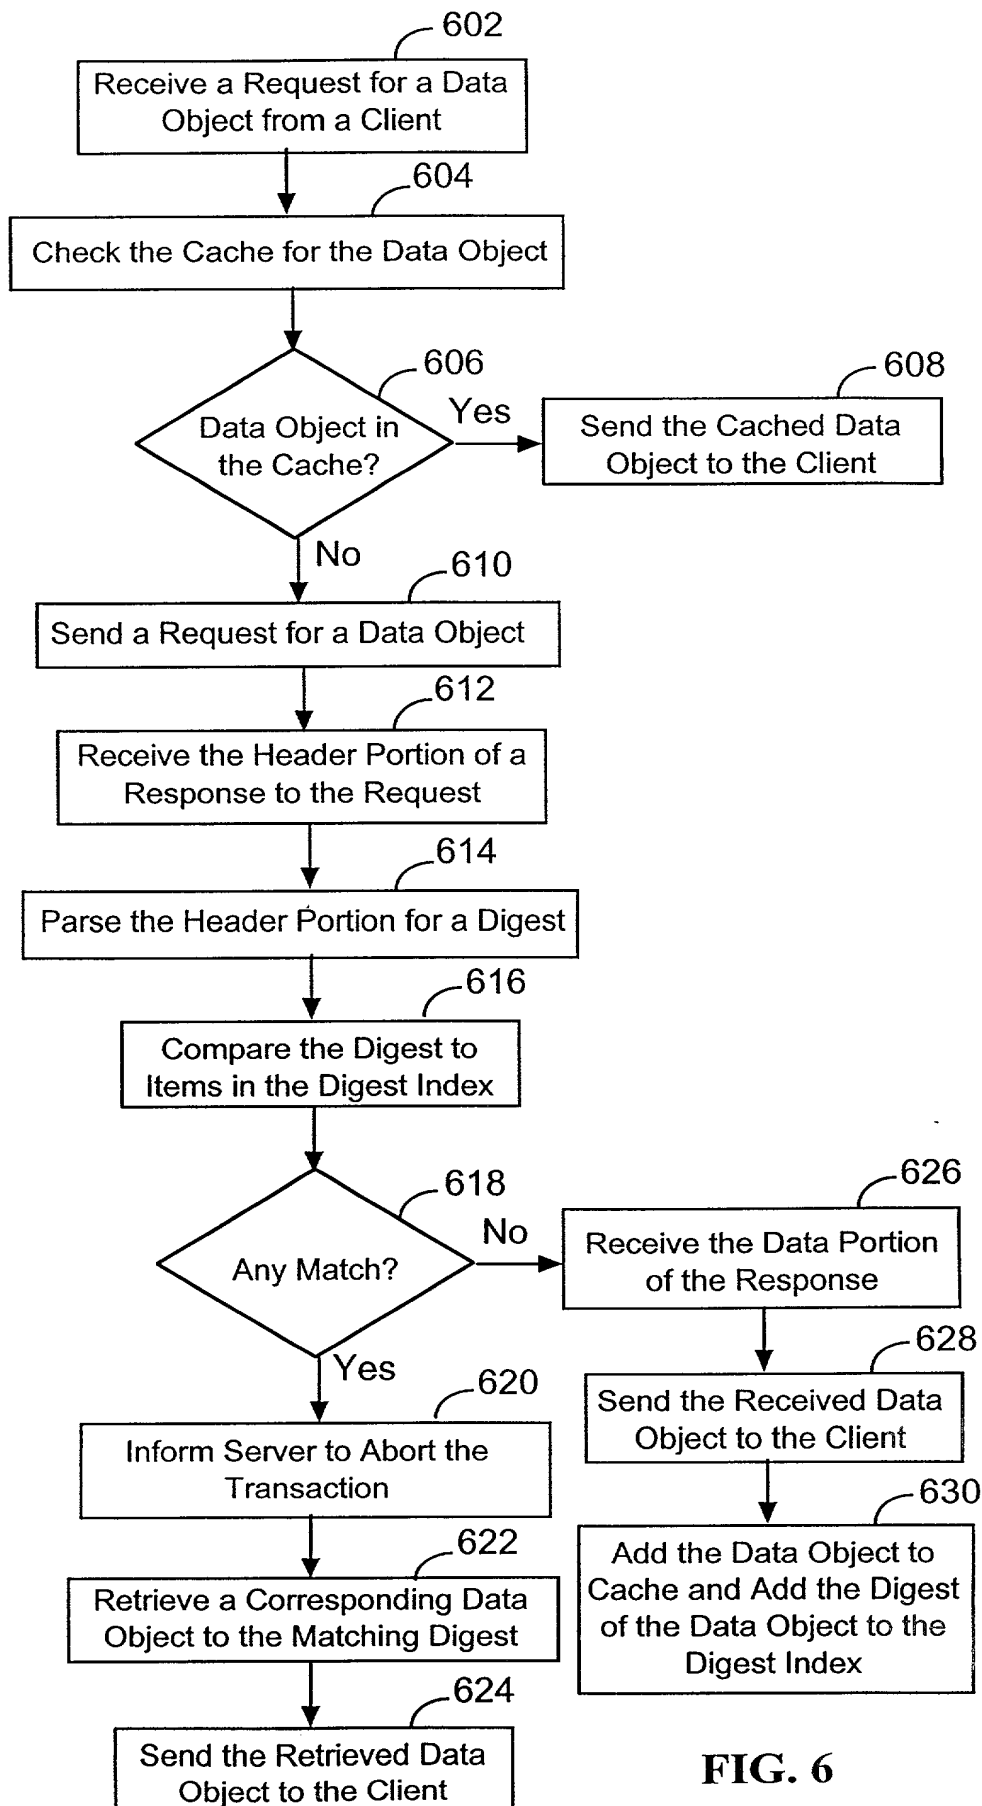 602
Receive a Request for a Data
Object from a Client
604
Check the Cache for the Data Object
606
Data Object in
the Cache?
Yes
608
Send the Cached Data
Object to the Client
No
610
Send a Request for a Data Object
612
Receive the Header Portion of a
Response to the Request
614
Parse the Header Portion for a Digest
616
Compare the Digest to
Items in the Digest Index
618
Any Match?
No
626
Receive the Data Portion
of the Response
628
Send the Received Data
Object to the Client
630
Add the Data Object to
Cache and Add the Digest
of the Data Object to the
Digest Index
Yes
620
Inform Server to Abort the
Transaction
622
Retrieve a Corresponding Data
Object to the Matching Digest
624
Send the Retrieved Data
Object to the Client
FIG. 6